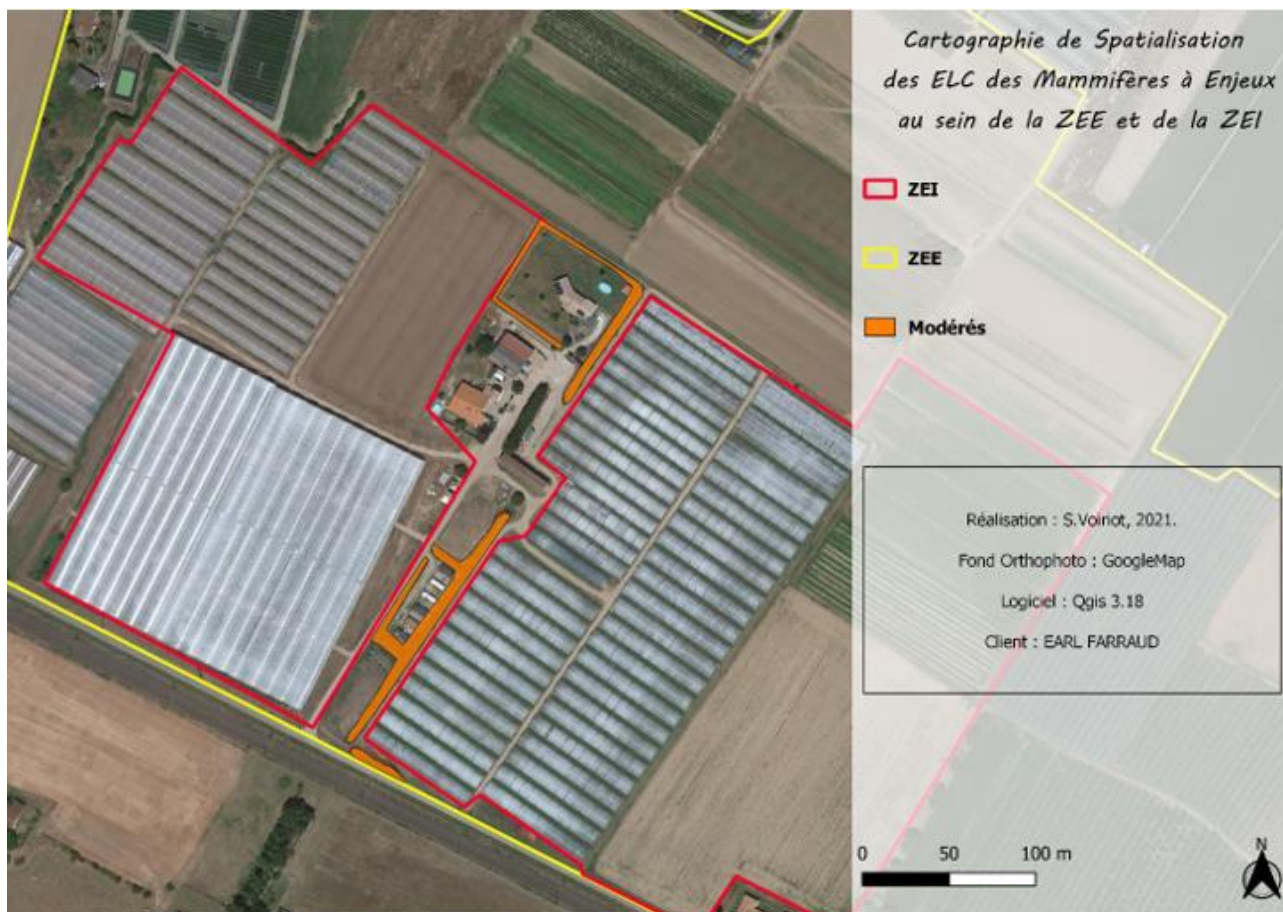 Cartographie de Spatialisation
des ELC des Mammifères à Enjeux
au sein de la ZEE et de la ZEI
ZEI
ZEE
Modérés
Réalisation : S.Voiriot, 2021.
Fond Orthophoto : GoogleMap
Logiciel : Qgis 3.18
Client : EARL FARRAUD
0 50 100 m
N